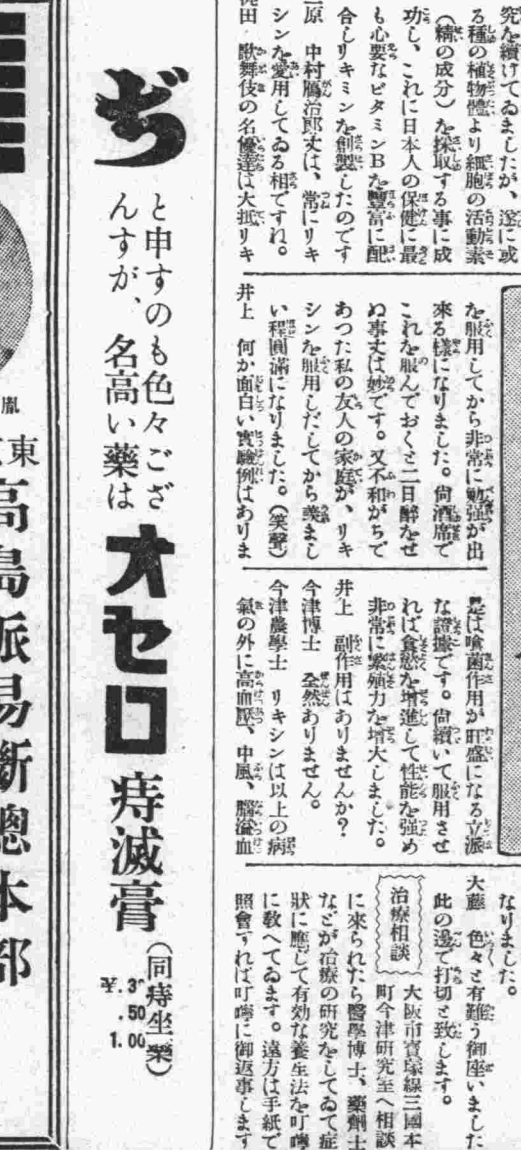 究を續けてゐましたが、遂に或
る種の植物體より細胞の活動素
（精の成分）を採取する事に成
功し、これに日本人の保健に最
も必要なビタミンＢを豐富に配
合しリキミンを創製したのです
原　中村鴈治郎丈は、常にリキ
シンを愛用してゐる相ですね。
田　歌舞伎の名優達は大抵リキ
を服用してから非常に勉强が出
來る樣になりました。尙酒席で
これを服んでおくと二日醉をせ
ぬ事丈は妙です。又不和がちで
あつた私の友人の家庭が、リキ
シンを服用しだしてから羨まし
い程圓滿になりました。（笑聲）
井上　何か面白い實驗例はありま
は喰菌作用が旺盛になる立派
な證據です。尙續いて服用させ
れば食慾を增進して性能を强め
非常に繁殖力を增大しました。
井上　副作用はありませんか？
今津博士　全然ありません。
今津農學士　リキシンは以上の病
氣の外に高血壓、中風、腦溢血
なりました。
大藤　色々と有難う御座いました
此の邊で打切と致します。
治療相談
大阪市寶塚線三國本
町今津研究室へ相談
に來られたら醫學博士、藥劑士
などが治療の研究をしてゐて症
狀に應じて有効な養生法を叮嚀
に敎へてゐます。遠方は手紙で
照會すれば叮嚀に御返事します
ぢ
と申すのも色々ござ
んすが、名高い藥は
オセロ
痔滅膏
（同痔坐藥）
¥.3
.50
1.00
東
高島派易斷總本部
胤